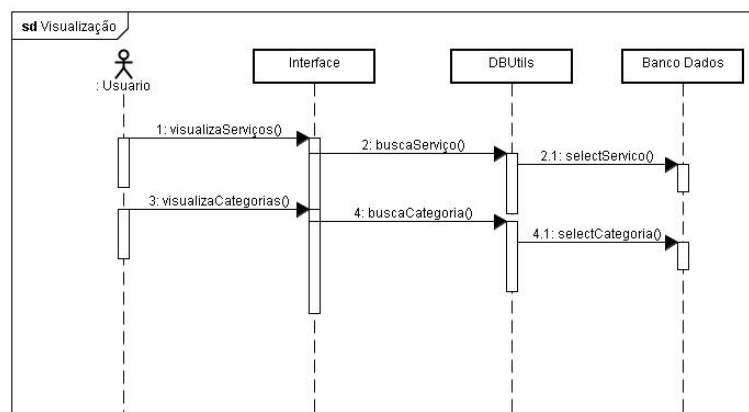 sd Visualização
: Usuario
Interface
DBUtils
Banco Dados
1: visualizaServiços()
2: buscaServiço()
2.1: selectServico()
3: visualizaCategorias()
4: buscaCategoria()
4.1: selectCategoria()